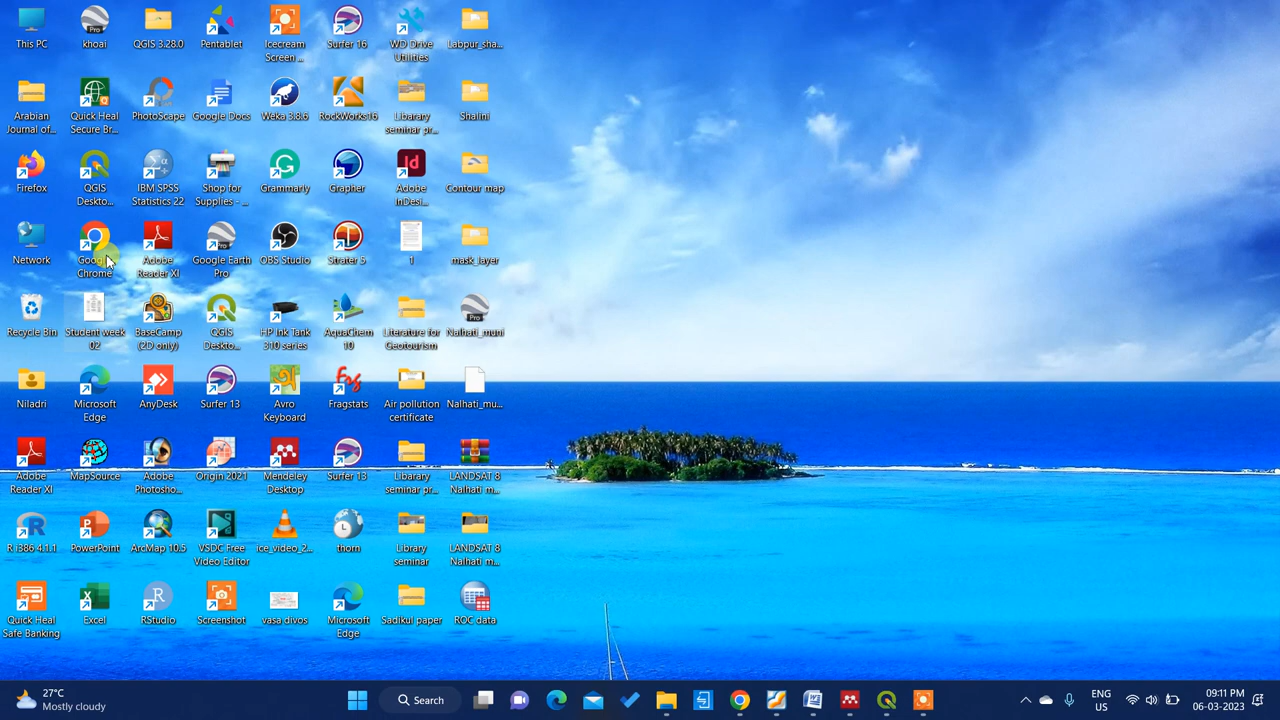 This PC
khoai
QGIS 3.28.0
Pentablet
Icecream
Screen ...
Surfer 16
WD Drive
Utilities
Labpur_sha...
Arabian
Journal of...
Quick Heal
Secure Br...
PhotoScape
Google Docs
Weka 3.8.6
RockWorks16
Libarary
seminar pr...
Shalini
Firefox
QGIS
Deskto...
IBM SPSS
Statistics 22
Shop for
Supplies - ...
Grammarly
Grapher
Adobe
InDesi...
Contour map
Network
Google
Chrome
Adobe
Reader XI
Google Earth
Pro
OBS Studio
Strater 5
1
mask_layer
Recycle Bin
Student week
02
BaseCamp
(2D only)
QGIS
Deskto...
HP Ink Tank
310 series
AquaChem
10
Literature for
Geotourism
Nalhati_muni
Niladri
Microsoft
Edge
AnyDesk
Surfer 13
Avro
Keyboard
Fragstats
Air pollution
certificate
Nalhati_mu...
Adobe
Reader XI
MapSource
Adobe
Photosho...
Origin 2021
Mendeley
Desktop
Surfer 13
Libarary
seminar pr...
LANDSAT 8
Nalhati m...
R i386 4.1.1
PowerPoint
ArcMap 10.5
VSDC Free
Video Editor
ice_video_2...
thorn
Library
seminar
LANDSAT 8
Nalhati m...
Quick Heal
Safe Banking
Excel
RStudio
Screenshot
vasa divos
Microsoft
Edge
Sadikul paper
ROC data
27°C
Mostly cloudy
Search
ENG
US
09:11 PM
06-03-2023